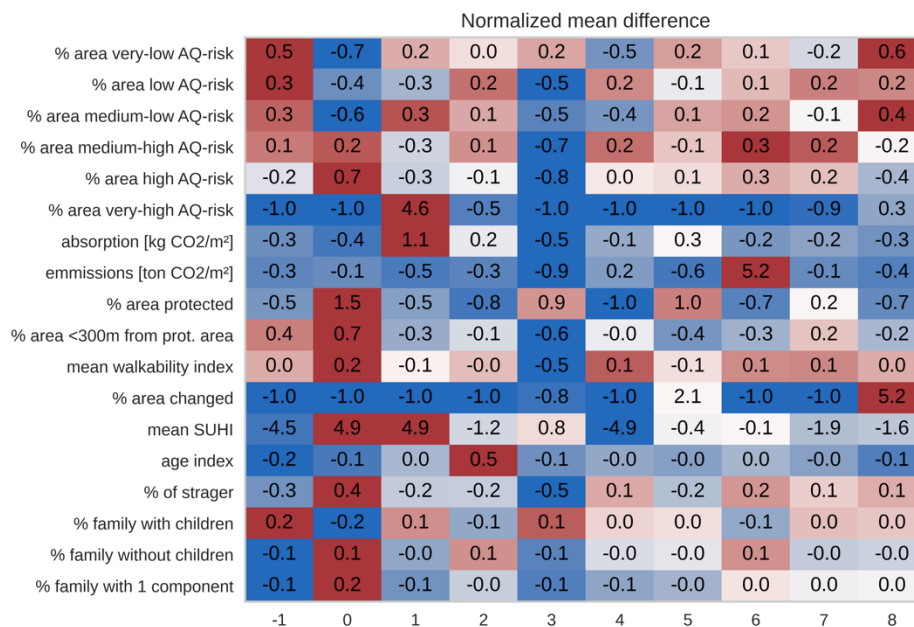 Normalized mean difference
% area very-low AQ-risk 0.5 -0.7 0.2 0.0 0.2 -0.5 0.2 0.1 -0.2 0.6
% area low AQ-risk 0.3 -0.4 -0.3 0.2 -0.5 0.2 -0.1 0.1 0.2 0.2
% area medium-low AQ-risk 0.3 -0.6 0.3 0.1 -0.5 -0.4 0.1 0.2 -0.1 0.4
% area medium-high AQ-risk 0.1 0.2 -0.3 0.1 -0.7 0.2 -0.1 0.3 0.2 -0.2
% area high AQ-risk -0.2 0.7 -0.3 -0.1 -0.8 0.0 0.1 0.3 0.2 -0.4
% area very-high AQ-risk -1.0 -1.0 4.6 -0.5 -1.0 -1.0 -1.0 -1.0 -0.9 0.3
absorption [kg CO2/m²] -0.3 -0.4 1.1 0.2 -0.5 -0.1 0.3 -0.2 -0.2 -0.3
emmissions [ton CO2/m²] -0.3 -0.1 -0.5 -0.3 -0.9 0.2 -0.6 5.2 -0.1 -0.4
% area protected -0.5 1.5 -0.5 -0.8 0.9 -1.0 1.0 -0.7 0.2 -0.7
% area <300m from prot. area 0.4 0.7 -0.3 -0.1 -0.6 -0.0 -0.4 -0.3 0.2 -0.2
mean walkability index 0.0 0.2 -0.1 -0.0 -0.5 0.1 -0.1 0.1 0.1 0.0
% area changed -1.0 -1.0 -1.0 -1.0 -0.8 -1.0 2.1 -1.0 -1.0 5.2
mean SUHI -4.5 4.9 4.9 -1.2 0.8 -4.9 -0.4 -0.1 -1.9 -1.6
age index -0.2 -0.1 0.0 0.5 -0.1 -0.0 -0.0 0.0 -0.0 -0.1
% of strager -0.3 0.4 -0.2 -0.2 -0.5 0.1 -0.2 0.2 0.1 0.1
% family with children 0.2 -0.2 0.1 -0.1 0.1 0.0 0.0 -0.1 0.0 0.0
% family without children -0.1 0.1 -0.0 0.1 -0.1 -0.0 -0.0 0.1 -0.0 -0.0
% family with 1 component -0.1 0.2 -0.1 -0.0 -0.1 -0.1 -0.0 0.0 0.0 0.0
-1 0 1 2 3 4 5 6 7 8